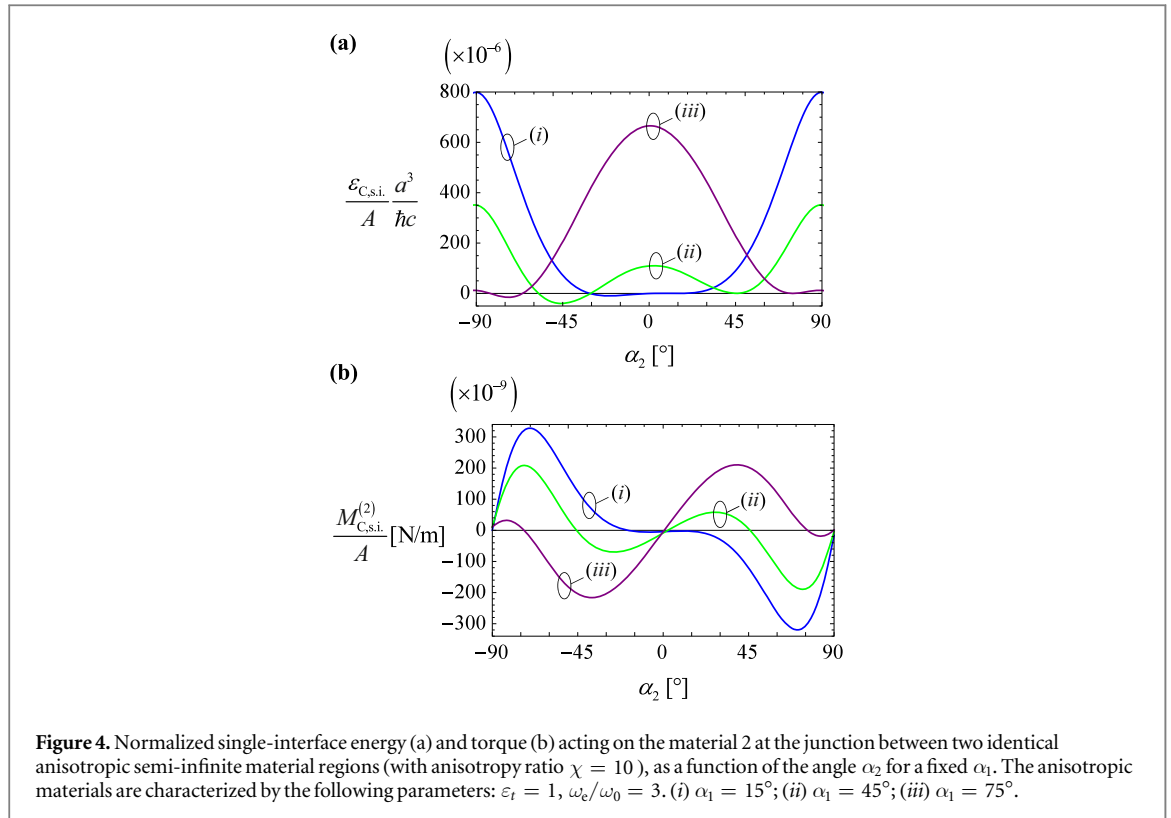 (a)
(×10⁻⁶)
800
600
400
200
0
(i)
(iii)
(ii)
ε_C,s.i. / A a³ / ħc
−90 −45 0 45 90
α₂ [°]
(b)
(×10⁻⁹)
300
200
100
0
−100
−200
−300
(i)
(ii)
(iii)
M⁽²⁾_C,s.i. / A [N/m]
−90 −45 0 45 90
α₂ [°]
Figure 4. Normalized single-interface energy (a) and torque (b) acting on the material 2 at the junction between two identical
anisotropic semi-infinite material regions (with anisotropy ratio χ = 10 ), as a function of the angle α₂ for a fixed α₁. The anisotropic
materials are characterized by the following parameters: εₜ = 1, ωₑ/ω₀ = 3. (i) α₁ = 15°; (ii) α₁ = 45°; (iii) α₁ = 75°.